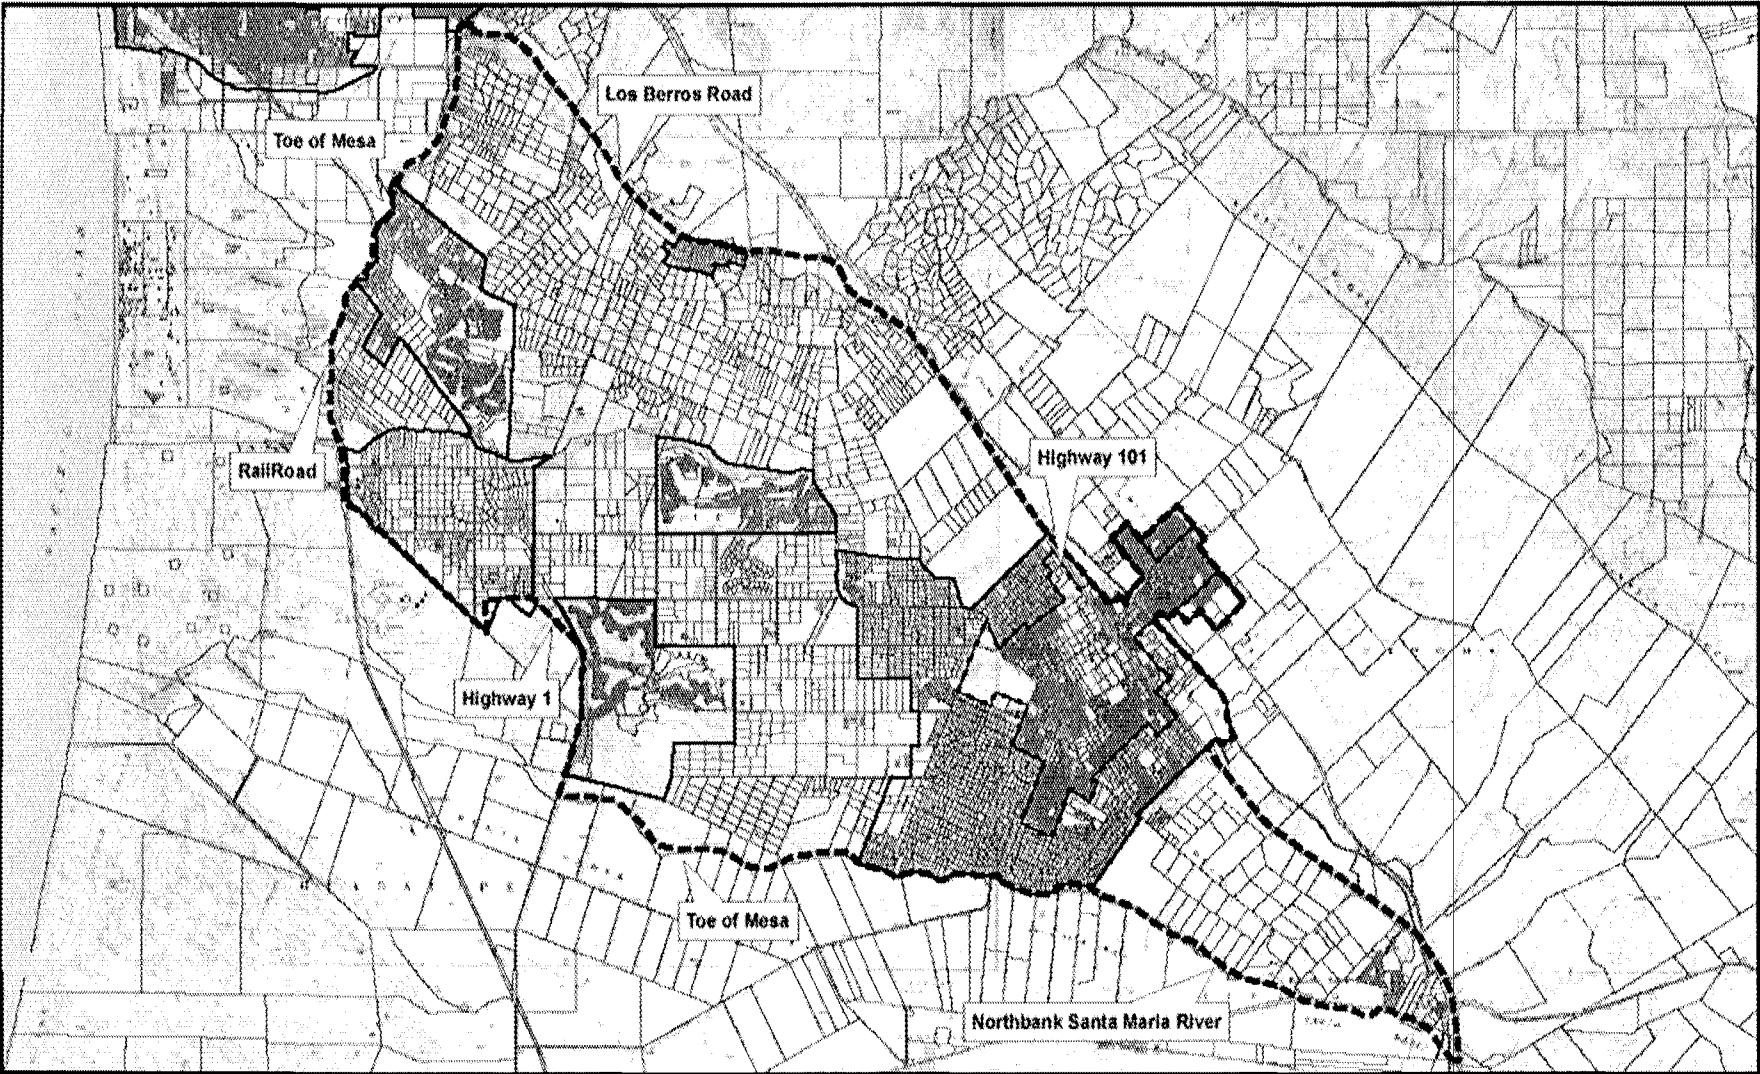 Los Berros Road
Toe of Mesa
Highway 101
RailRoad
Highway 1
Toe of Mesa
Northbank Santa Maria River